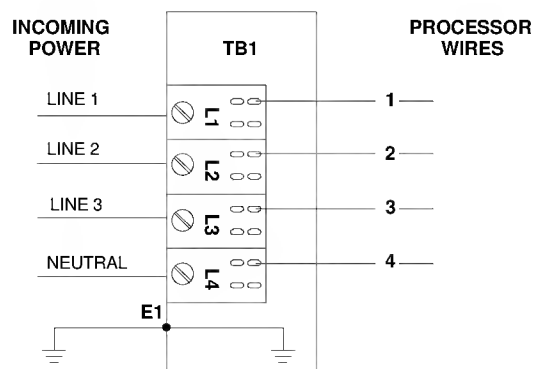 INCOMING
POWER
TB1
PROCESSOR
WIRES
LINE 1
L1
1
LINE 2
L2
2
LINE 3
L3
3
NEUTRAL
L4
4
E1